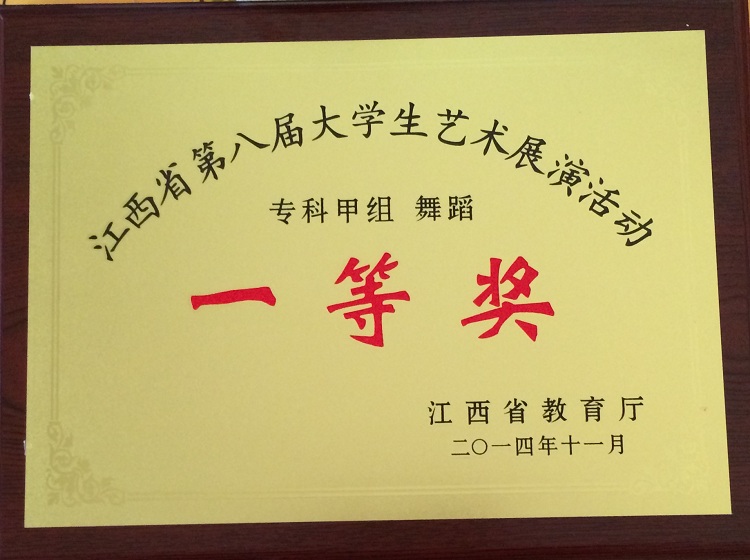 江西省第八届大学生艺术展演活动
专科甲组 舞蹈
一等奖
江西省教育厅
二〇一四年十一月